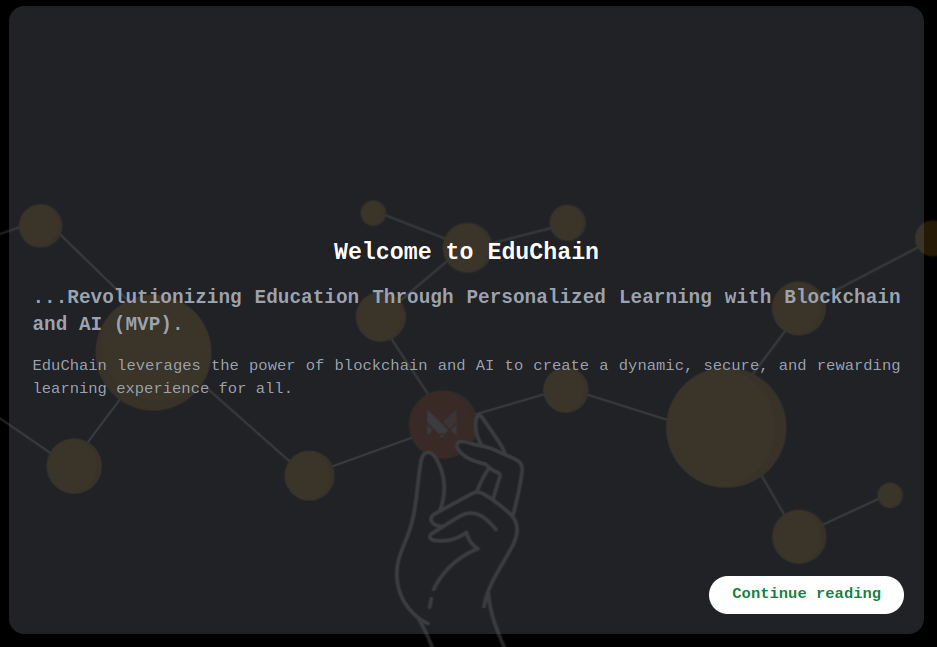 Welcome to EduChain
...Revolutionizing Education Through Personalized Learning with Blockchain
and AI (MVP).
EduChain leverages the power of blockchain and AI to create a dynamic, secure, and rewarding
learning experience for all.
Continue reading